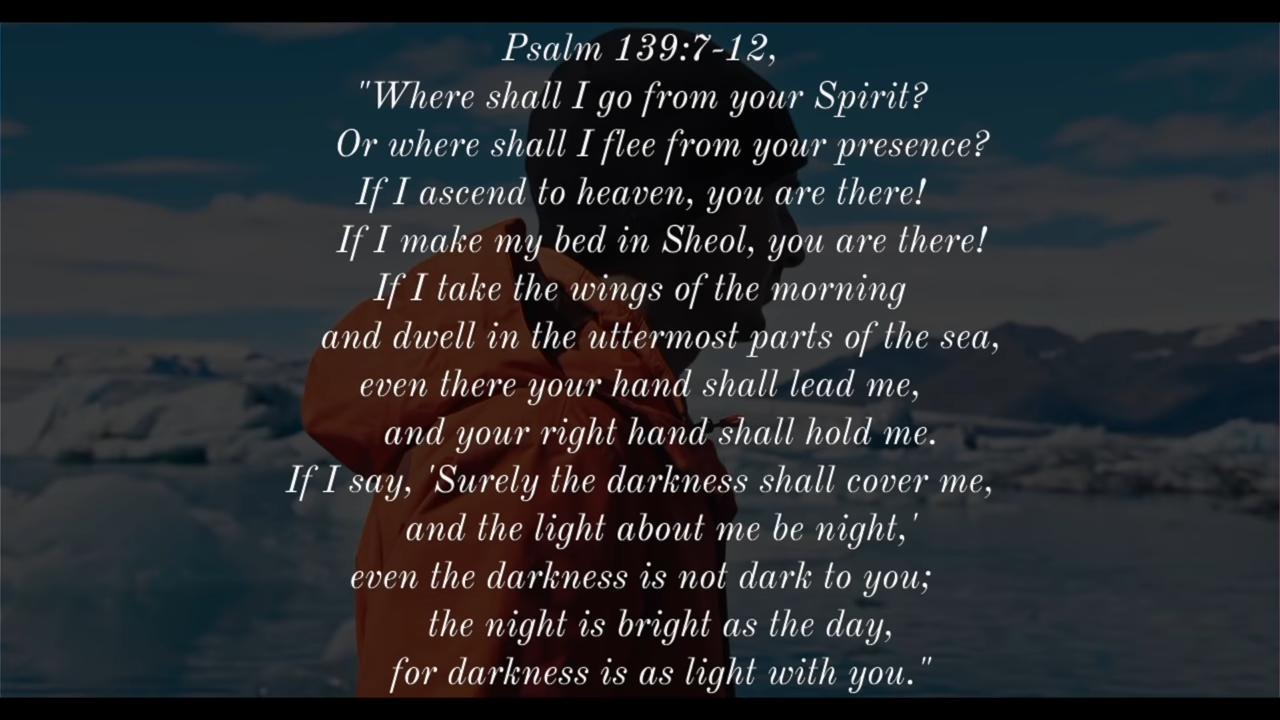 Psalm 139:7-12,
"Where shall I go from your Spirit?
Or where shall I flee from your presence?
If I ascend to heaven, you are there!
If I make my bed in Sheol, you are there!
If I take the wings of the morning
and dwell in the uttermost parts of the sea,
even there your hand shall lead me,
and your right hand shall hold me.
If I say, 'Surely the darkness shall cover me,
and the light about me be night,'
even the darkness is not dark to you;
the night is bright as the day,
for darkness is as light with you."